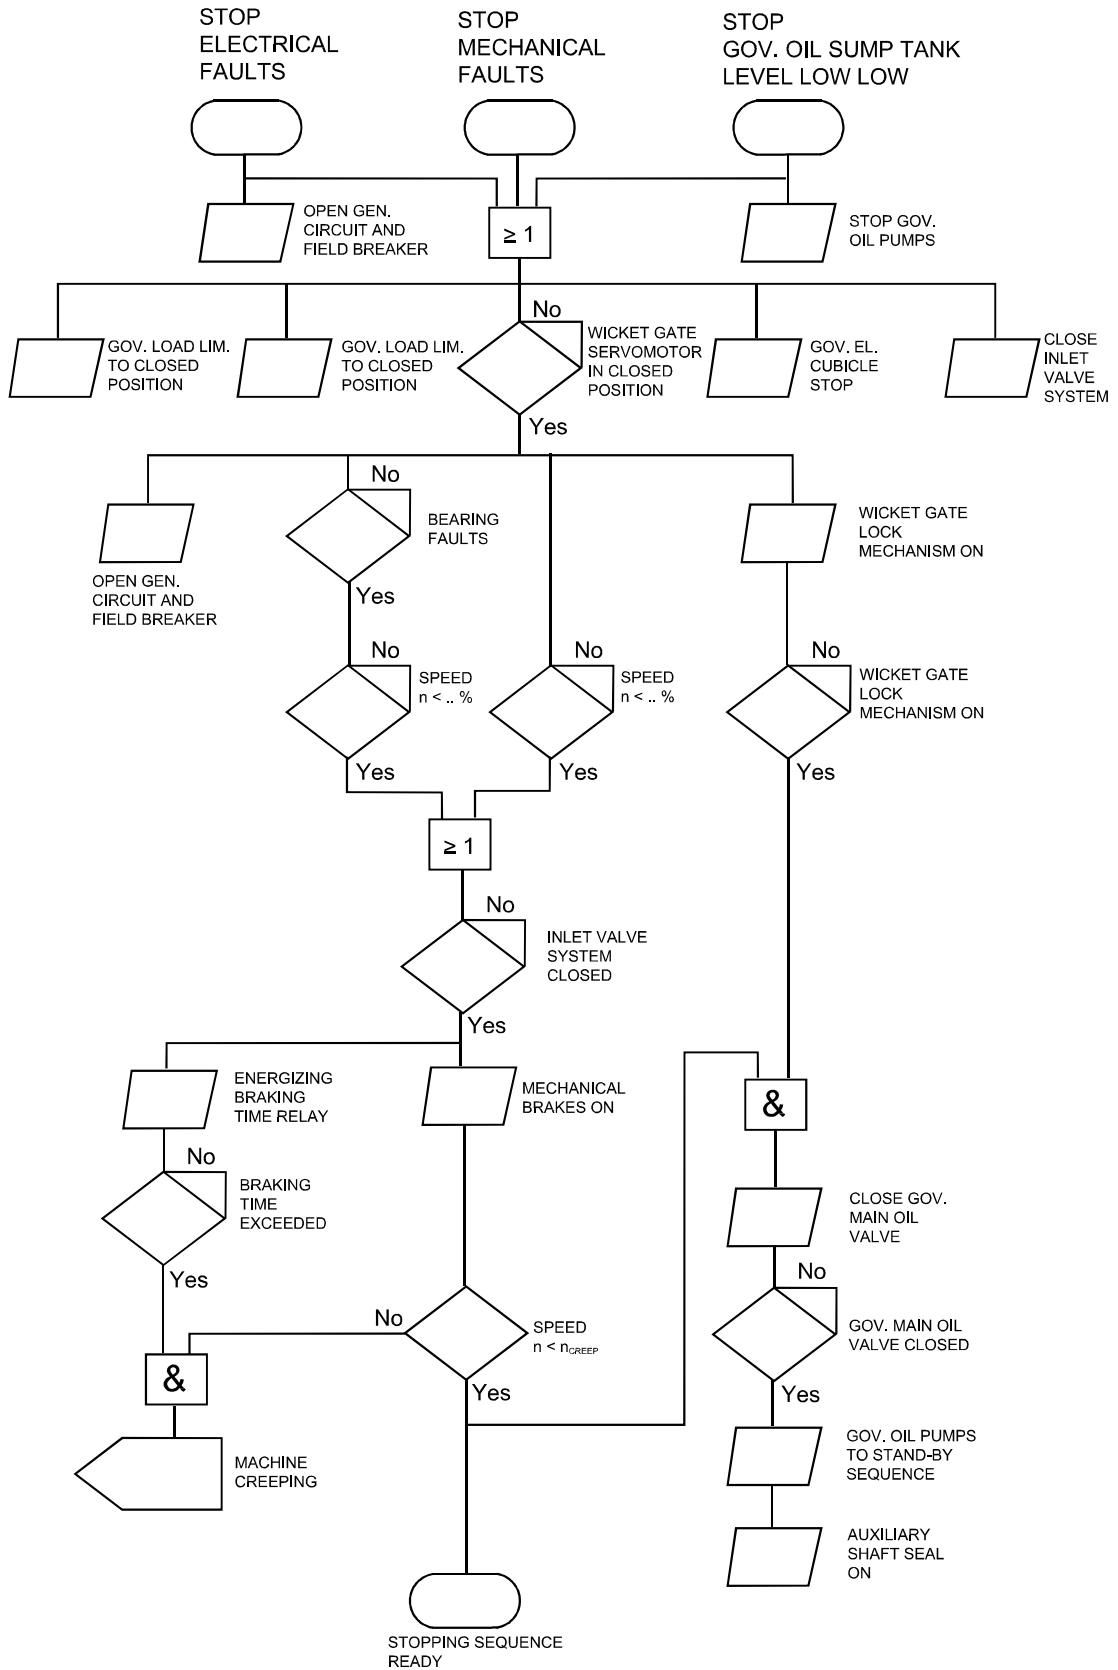 STOP
ELECTRICAL
FAULTS
STOP
MECHANICAL
FAULTS
STOP
GOV. OIL SUMP TANK
LEVEL LOW LOW
OPEN GEN.
CIRCUIT AND
FIELD BREAKER
≥ 1
STOP GOV.
OIL PUMPS
GOV. LOAD LIM.
TO CLOSED
POSITION
GOV. LOAD LIM.
TO CLOSED
POSITION
No
WICKET GATE
SERVOMOTOR
IN CLOSED
POSITION
Yes
GOV. EL.
CUBICLE
STOP
CLOSE
INLET
VALVE
SYSTEM
OPEN GEN.
CIRCUIT AND
FIELD BREAKER
No
BEARING
FAULTS
Yes
WICKET GATE
LOCK
MECHANISM ON
No
SPEED
n < .. %
Yes
No
SPEED
n < .. %
Yes
No
WICKET GATE
LOCK
MECHANISM ON
Yes
≥ 1
No
INLET VALVE
SYSTEM
CLOSED
Yes
ENERGIZING
BRAKING
TIME RELAY
MECHANICAL
BRAKES ON
&
No
BRAKING
TIME
EXCEEDED
Yes
CLOSE GOV.
MAIN OIL
VALVE
No
SPEED
n < nCREEP
Yes
No
GOV. MAIN OIL
VALVE CLOSED
Yes
&
MACHINE
CREEPING
GOV. OIL PUMPS
TO STAND-BY
SEQUENCE
AUXILIARY
SHAFT SEAL
ON
STOPPING SEQUENCE
READY